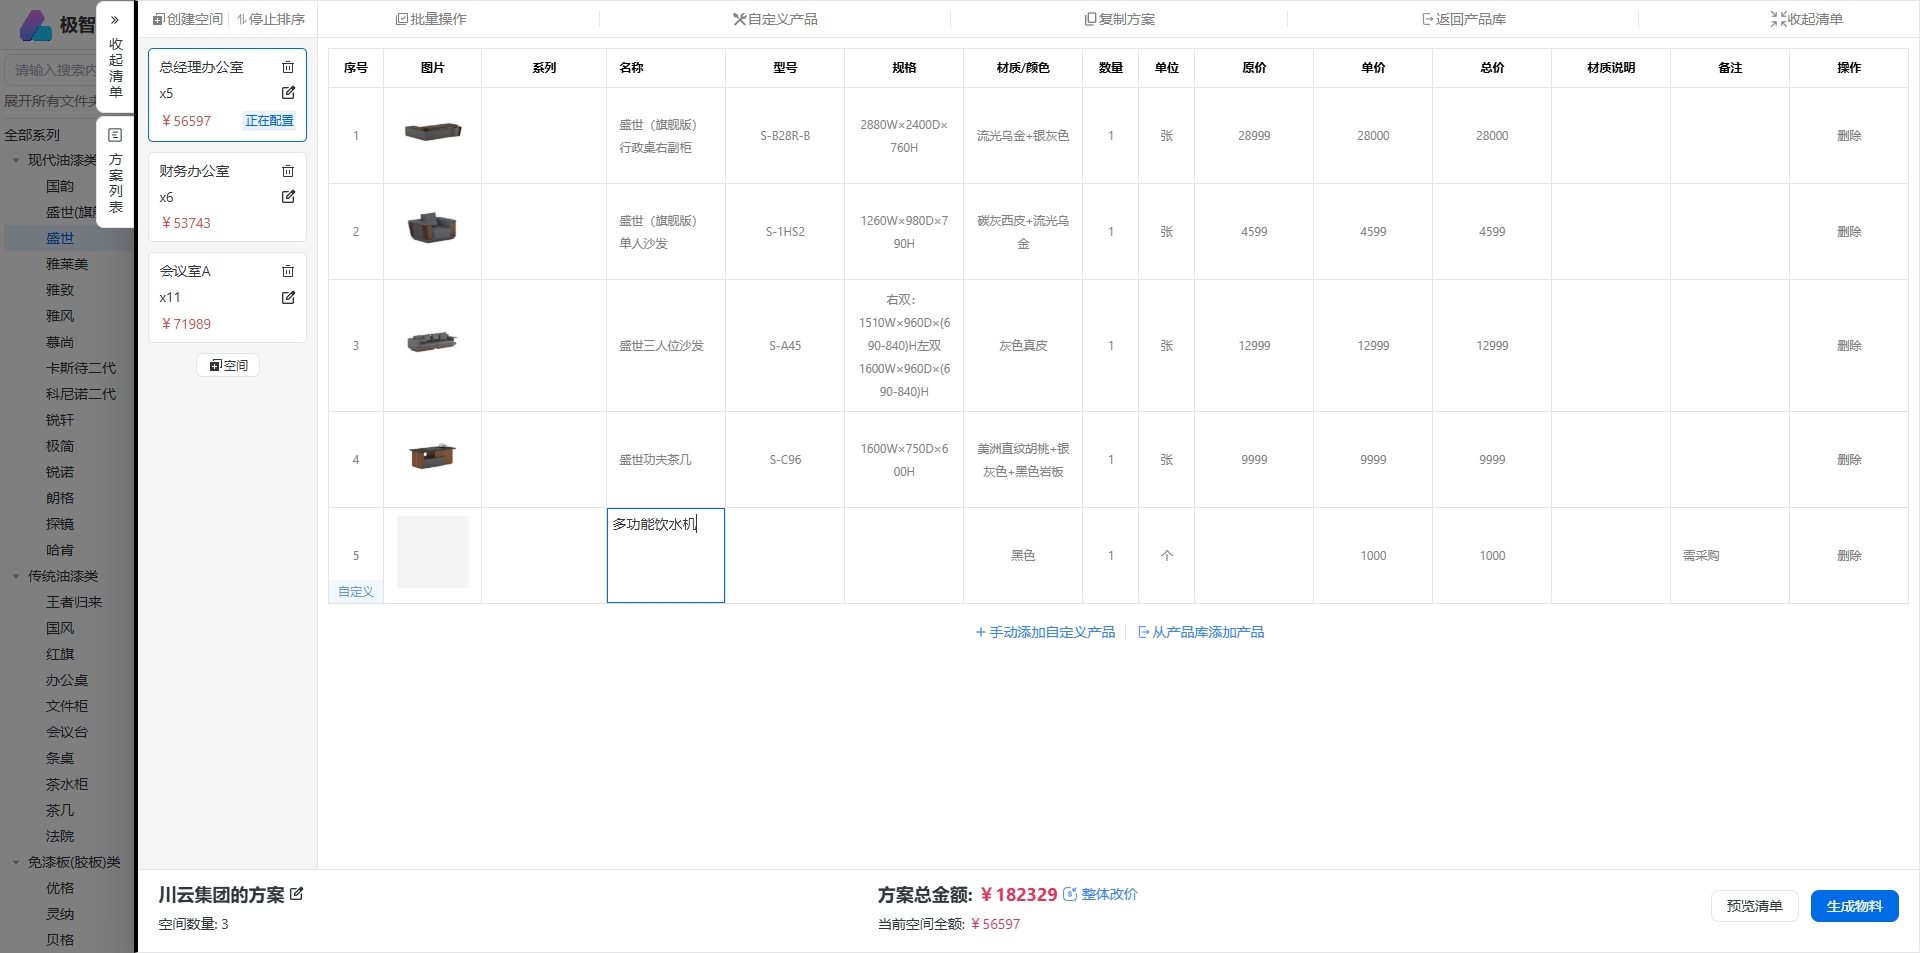 极智
请输入搜索内
展开所有文件夹
全部系列
现代油漆类
国韵
盛世(旗
盛世
雅莱美
雅致
雅风
慕尚
卡斯待二代
科尼诺二代
锐轩
极简
锐诺
朗格
探镜
哈肯
传统油漆类
王者归来
国风
红旗
办公桌
文件柜
会议台
条桌
茶水柜
茶几
法院
免漆板(胶板)类
优格
灵纳
贝格
»
收起清单
方案列表
创建空间 停止排序 批量操作 自定义产品 复制方案 返回产品库 收起清单
总经理办公室
x5
¥56597 正在配置
财务办公室
x6
¥53743
会议室A
x11
¥71989
空间
序号 图片 系列 名称 型号 规格 材质/颜色 数量 单位 原价 单价 总价 材质说明 备注 操作
1 盛世（旗舰版）行政桌右副柜 S-B28R-B 2880W×2400D×760H 流光乌金+银灰色 1 张 28999 28000 28000 删除
2 盛世（旗舰版）单人沙发 S-1HS2 1260W×980D×790H 碳灰西皮+流光乌金 1 张 4599 4599 4599 删除
3 盛世三人位沙发 S-A45 右双：1510W×960D×(690-840)H左双1600W×960D×(690-840)H 灰色真皮 1 张 12999 12999 12999 删除
4 盛世功夫茶几 S-C96 1600W×750D×600H 美洲直纹胡桃+银灰色+黑色岩板 1 张 9999 9999 9999 删除
5 多功能饮水机 黑色 1 个 1000 1000 需采购 删除
自定义
+ 手动添加自定义产品 从产品库添加产品
川云集团的方案
空间数量: 3
方案总金额: ¥182329 整体改价
当前空间金额: ¥56597
预览清单 生成物料